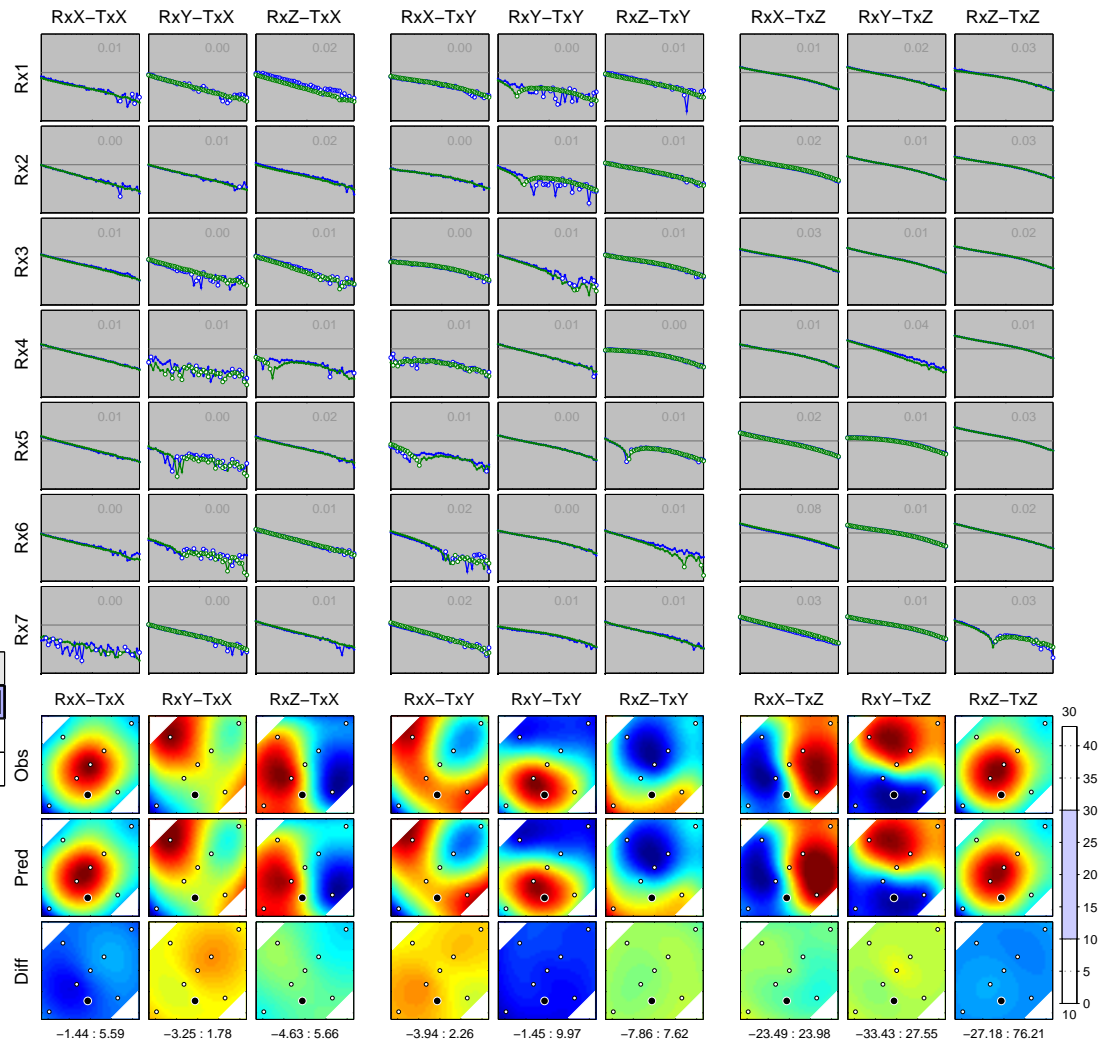 RxX−TxX RxY−TxX RxZ−TxX RxX−TxY RxY−TxY RxZ−TxY RxX−TxZ RxY−TxZ RxZ−TxZ
Rx1 0.01 0.00 0.02 0.00 0.00 0.01 0.01 0.02 0.03
Rx2 0.00 0.01 0.02 0.00 0.01 0.01 0.02 0.01 0.03
Rx3 0.01 0.00 0.01 0.01 0.01 0.01 0.03 0.01 0.02
Rx4 0.01 0.01 0.01 0.01 0.01 0.00 0.01 0.04 0.01
Rx5 0.01 0.00 0.02 0.01 0.00 0.01 0.02 0.01 0.03
Rx6 0.00 0.00 0.01 0.02 0.00 0.01 0.08 0.01 0.02
Rx7 0.00 0.00 0.01 0.02 0.01 0.01 0.03 0.01 0.03
RxX−TxX RxY−TxX RxZ−TxX RxX−TxY RxY−TxY RxZ−TxY RxX−TxZ RxY−TxZ RxZ−TxZ
Obs
Pred
Diff
−1.44 : 5.59 −3.25 : 1.78 −4.63 : 5.66 −3.94 : 2.26 −1.45 : 9.97 −7.86 : 7.62 −23.49 : 23.98 −33.43 : 27.55 −27.18 : 76.21
30
40
35
30
25
20
15
10
5
0
10